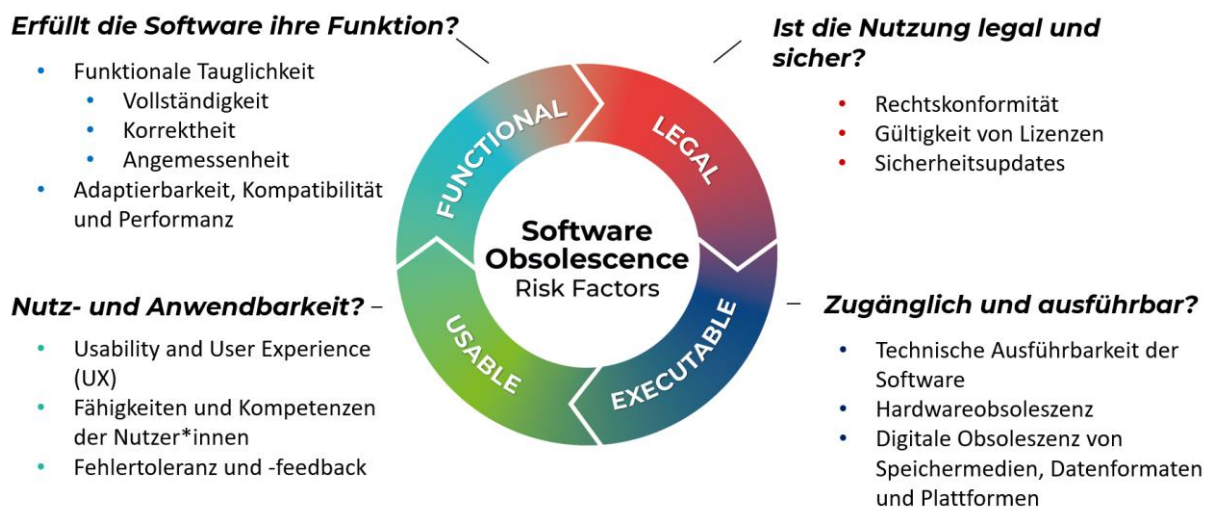 Erfüllt die Software ihre Funktion?
• Funktionale Tauglichkeit
• Vollständigkeit
• Korrektheit
• Angemessenheit
• Adaptierbarkeit, Kompatibilität
und Performanz
Ist die Nutzung legal und
sicher?
• Rechtskonformität
• Gültigkeit von Lizenzen
• Sicherheitsupdates
FUNCTIONAL
LEGAL
EXECUTABLE
USABLE
Software
Obsolescence
Risk Factors
Nutz- und Anwendbarkeit?
• Usability and User Experience
(UX)
• Fähigkeiten und Kompetenzen
der Nutzer*innen
• Fehlertoleranz und -feedback
Zugänglich und ausführbar?
• Technische Ausführbarkeit der
Software
• Hardwareobsoleszenz
• Digitale Obsoleszenz von
Speichermedien, Datenformaten
und Plattformen